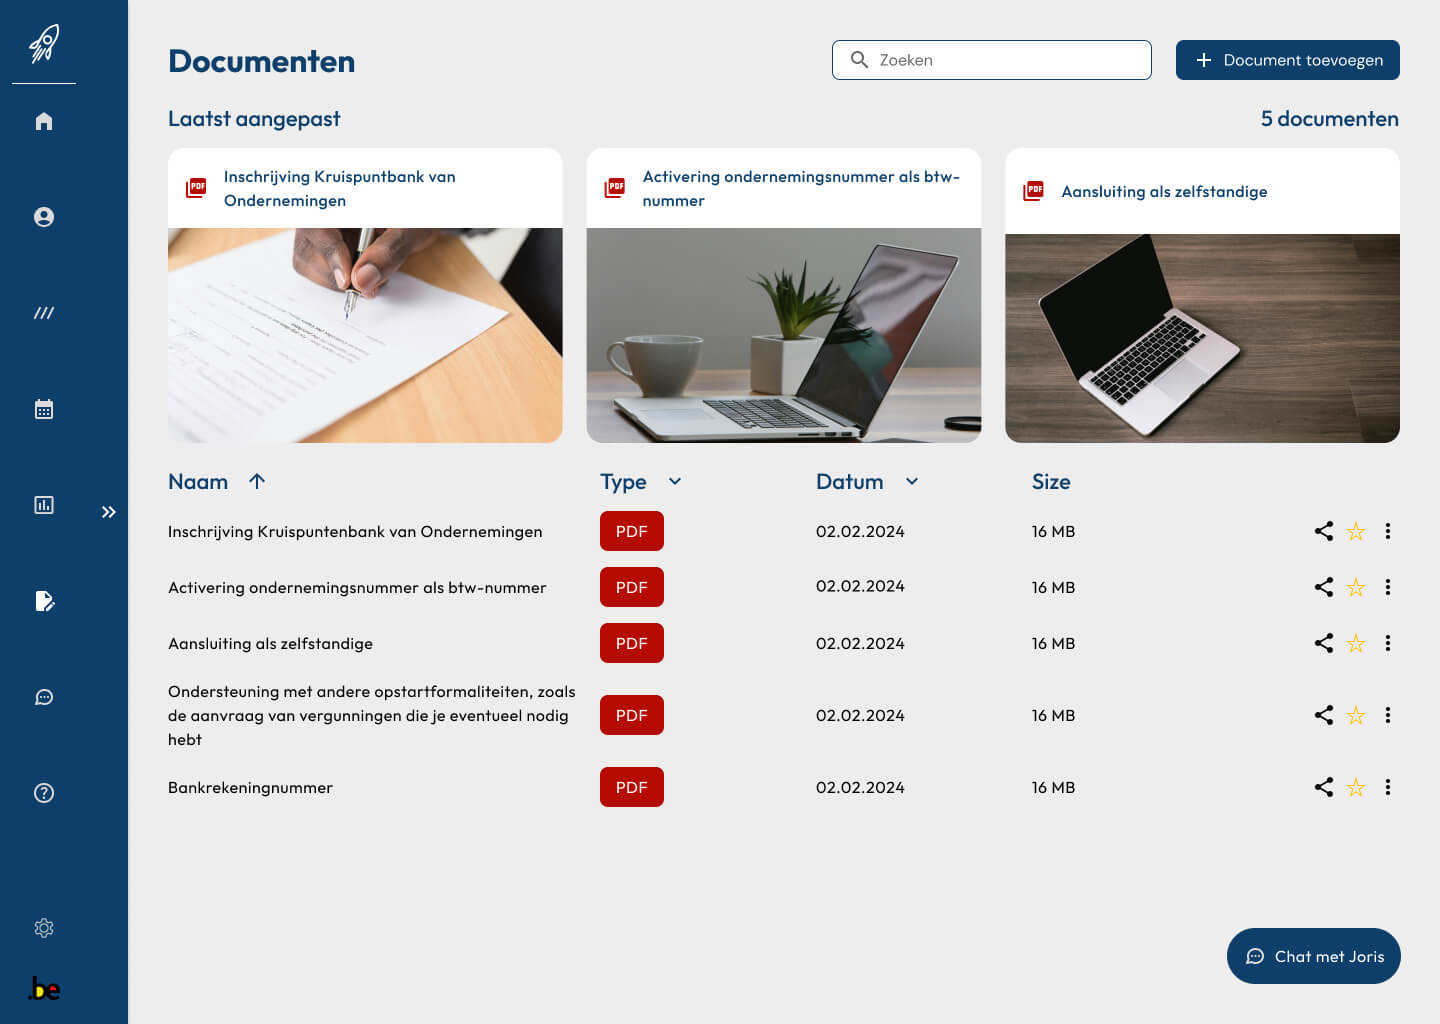 Documenten
Zoeken
Document toevoegen
Laatst aangepast
5 documenten
PDF
Inschrijving Kruispuntbank van
Ondernemingen
PDF
Activering ondernemingsnummer als btw-
nummer
PDF
Aansluiting als zelfstandige
Naam
Type
Datum
Size
Inschrijving Kruispuntenbank van Ondernemingen
PDF
02.02.2024
16 MB
Activering ondernemingsnummer als btw-nummer
PDF
02.02.2024
16 MB
Aansluiting als zelfstandige
PDF
02.02.2024
16 MB
Ondersteuning met andere opstartformaliteiten, zoals
de aanvraag van vergunningen die je eventueel nodig
hebt
PDF
02.02.2024
16 MB
Bankrekeningnummer
PDF
02.02.2024
16 MB
.be
Chat met Joris